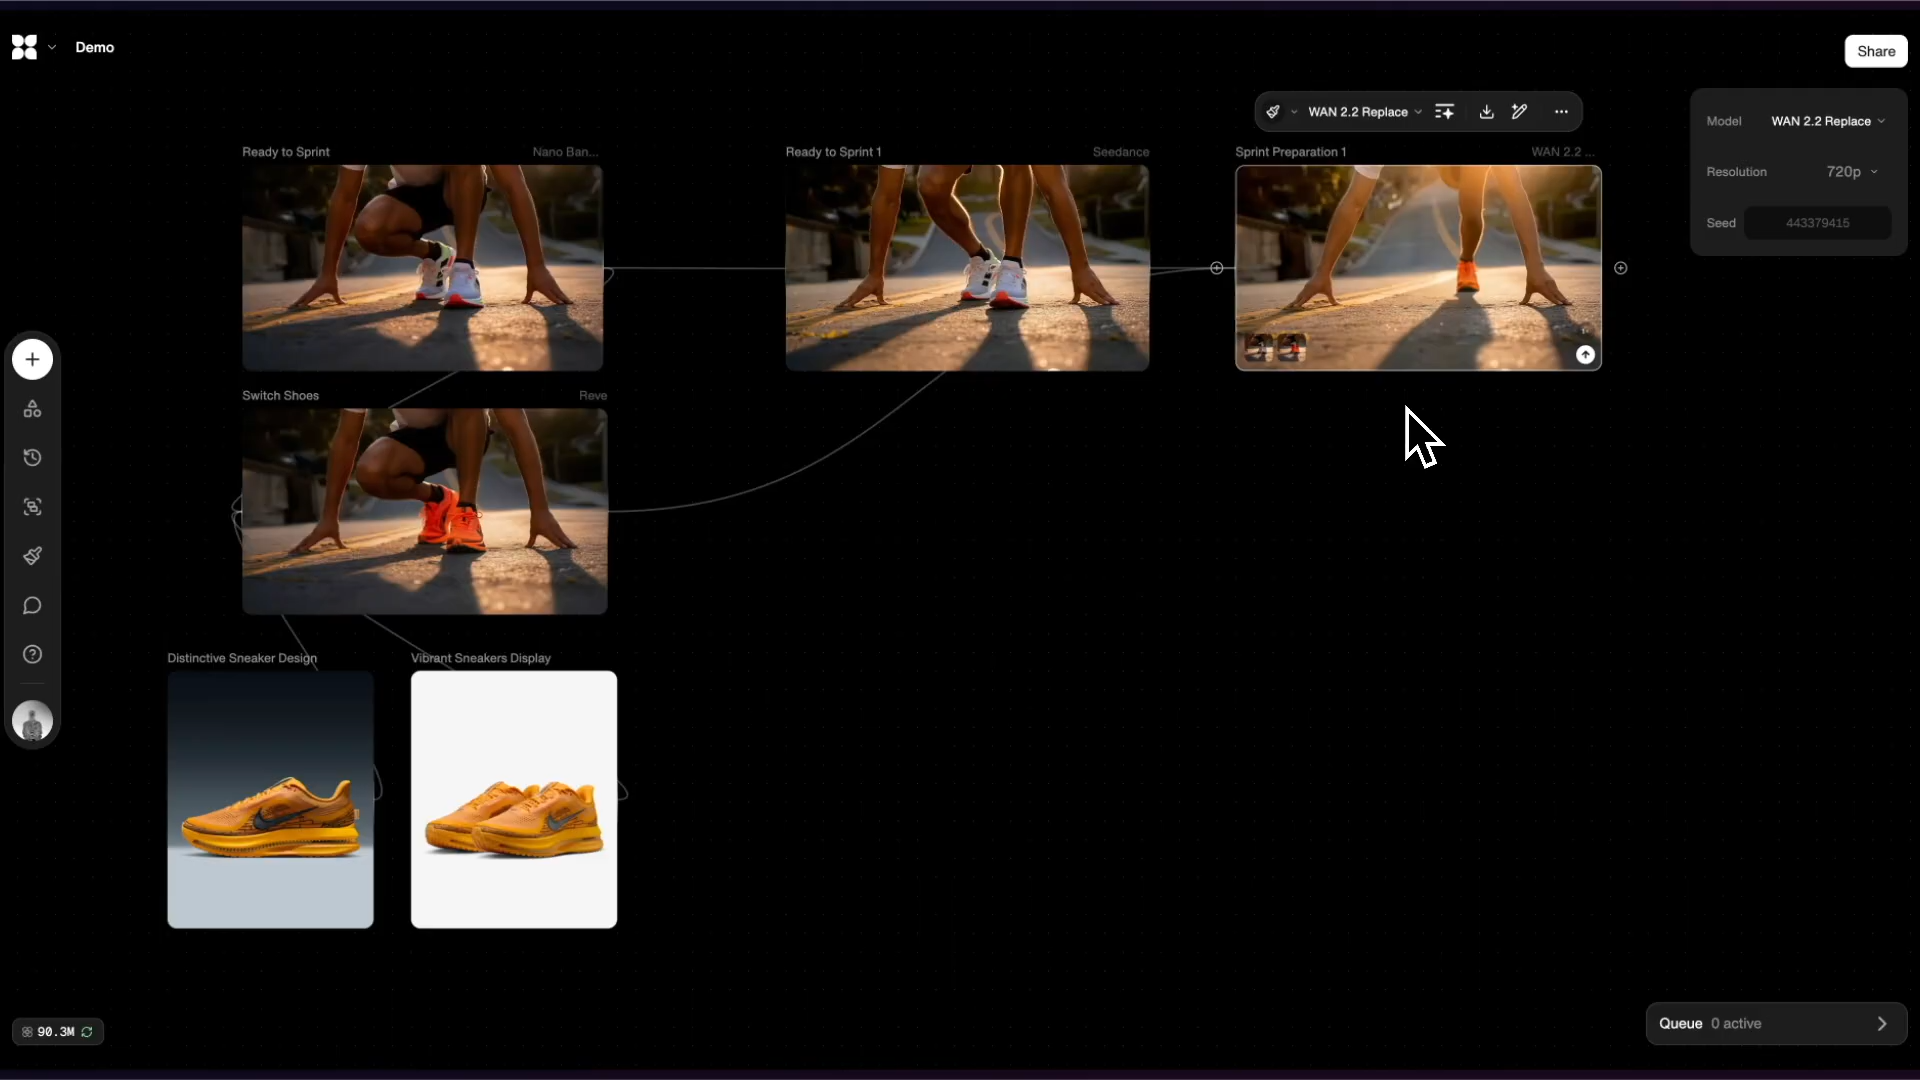 Demo
Share
WAN 2.2 Replace
Model WAN 2.2 Replace
Resolution 720p
Seed 443379415
Ready to Sprint Nano Ban...
Ready to Sprint 1 Seedance
Sprint Preparation 1 WAN 2.2 ...
Switch Shoes Reve
Distinctive Sneaker Design
Vibrant Sneakers Display
90.3M
Queue 0 active